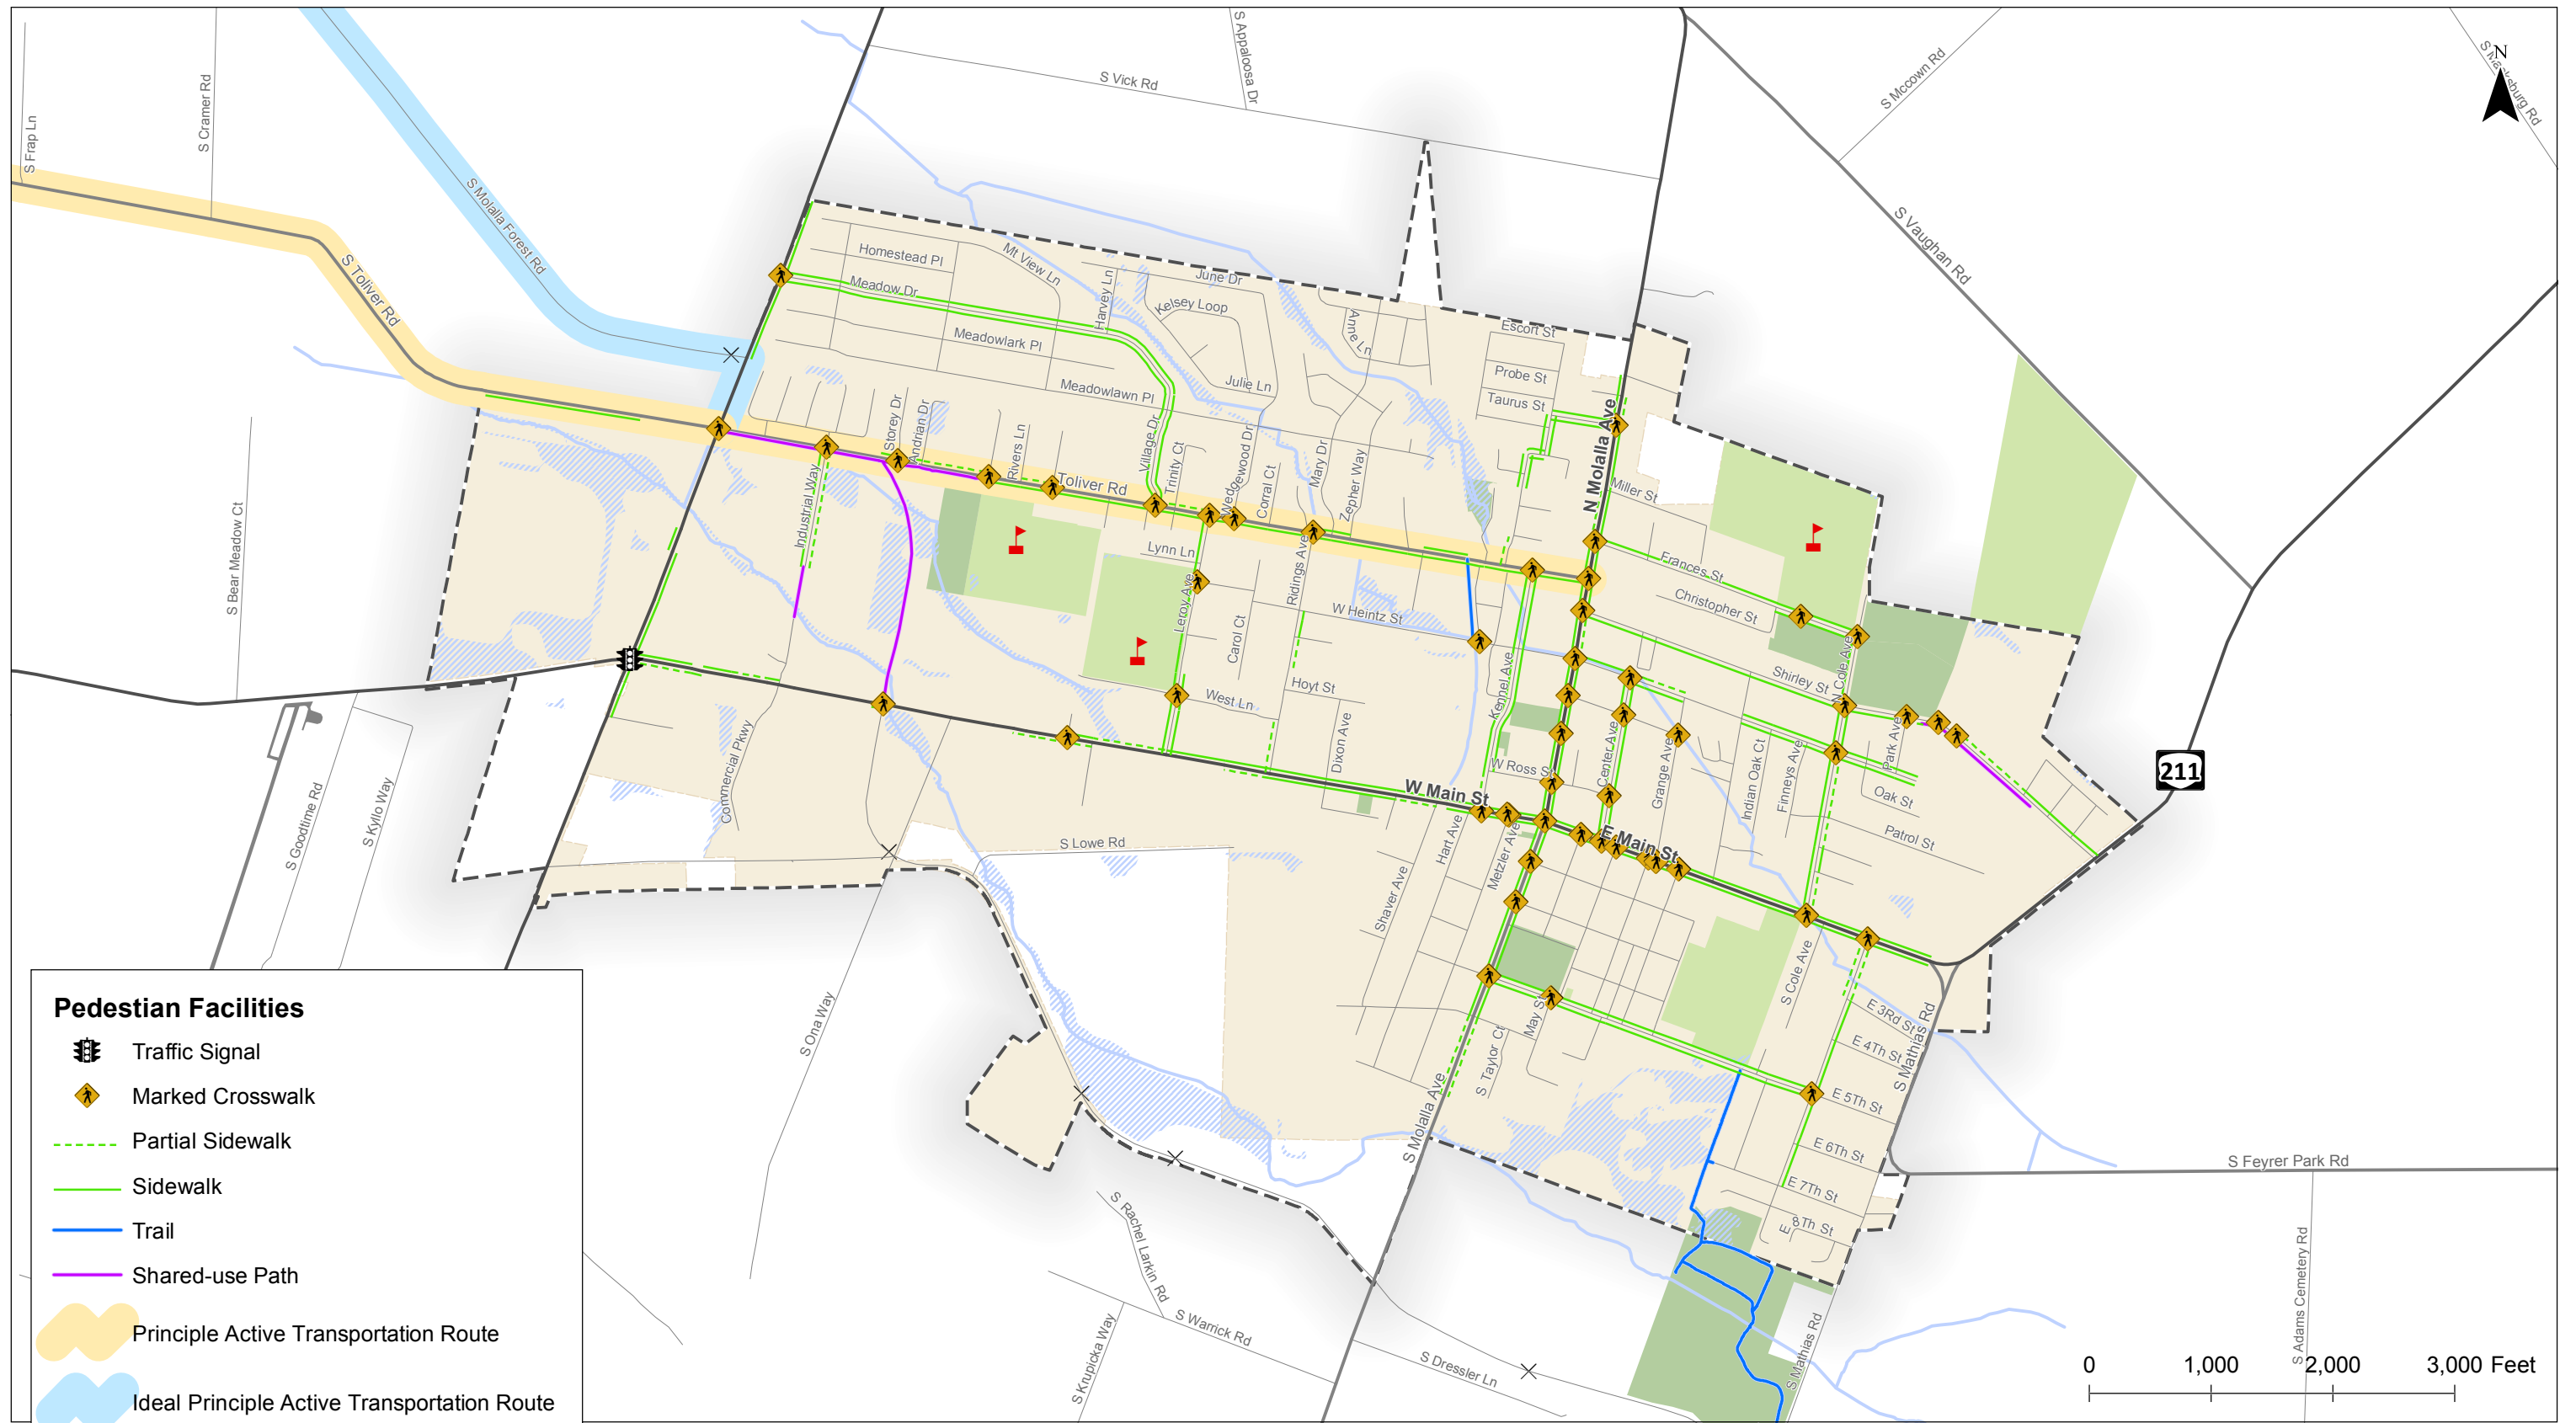 S Appaloosa Dr
S Vick Rd
S Mccown Rd
N
S Cramer Rd
S Frap Ln
S Molalla Forest Rd
S Vaughan Rd
S Toliver Rd
Homestead Pl
Mt View Ln
Harvey Ln
June Dr
Meadow Dr
Kelsey Loop
Anne Ln
Escort St
Meadowlark Pl
Probe St
Julie Ln
Meadowlawn Pl
Taurus St
Storey Dr
Andrian Dr
Rivers Ln
Village Dr
Trinity Ct
Wedgewood Dr
Corral Ct
Mary Dr
Zepher Way
N Molalla Ave
Toliver Rd
Miller St
Industrial Way
S Bear Meadow Ct
Lynn Ln
Ridings Ave
Frances St
Leroy Ave
W Heintz St
Christopher St
Carol Ct
Kennel Ave
Shirley St
N Cole Ave
Hoyt St
West Ln
Dixon Ave
Commercial Pkwy
Center Ave
Grange Ave
Indian Oak Ct
Finneys Ave
Park Ave
211
W Ross St
W Main St
Oak St
S Goodtime Rd
S Kyllo Way
S Lowe Rd
Hart Ave
Metzler Ave
E Main St
Patrol St
Shaver Ave
S Cole Ave
S Ona Way
May St
E 3Rd St
S Mathias Rd
E 4Th St
S Taylor Ct
S Molalla Ave
E 5Th St
E 6Th St
S Feyrer Park Rd
E 7Th St
E 8Th St
S Rachel Larkin Rd
S Warrick Rd
S Krupicka Way
S Dressler Ln
S Mathias Rd
S Adams Cemetery Rd
Pedestian Facilities
Traffic Signal
Marked Crosswalk
Partial Sidewalk
Sidewalk
Trail
Shared-use Path
Principle Active Transportation Route
Ideal Principle Active Transportation Route
0 1,000 2,000 3,000 Feet